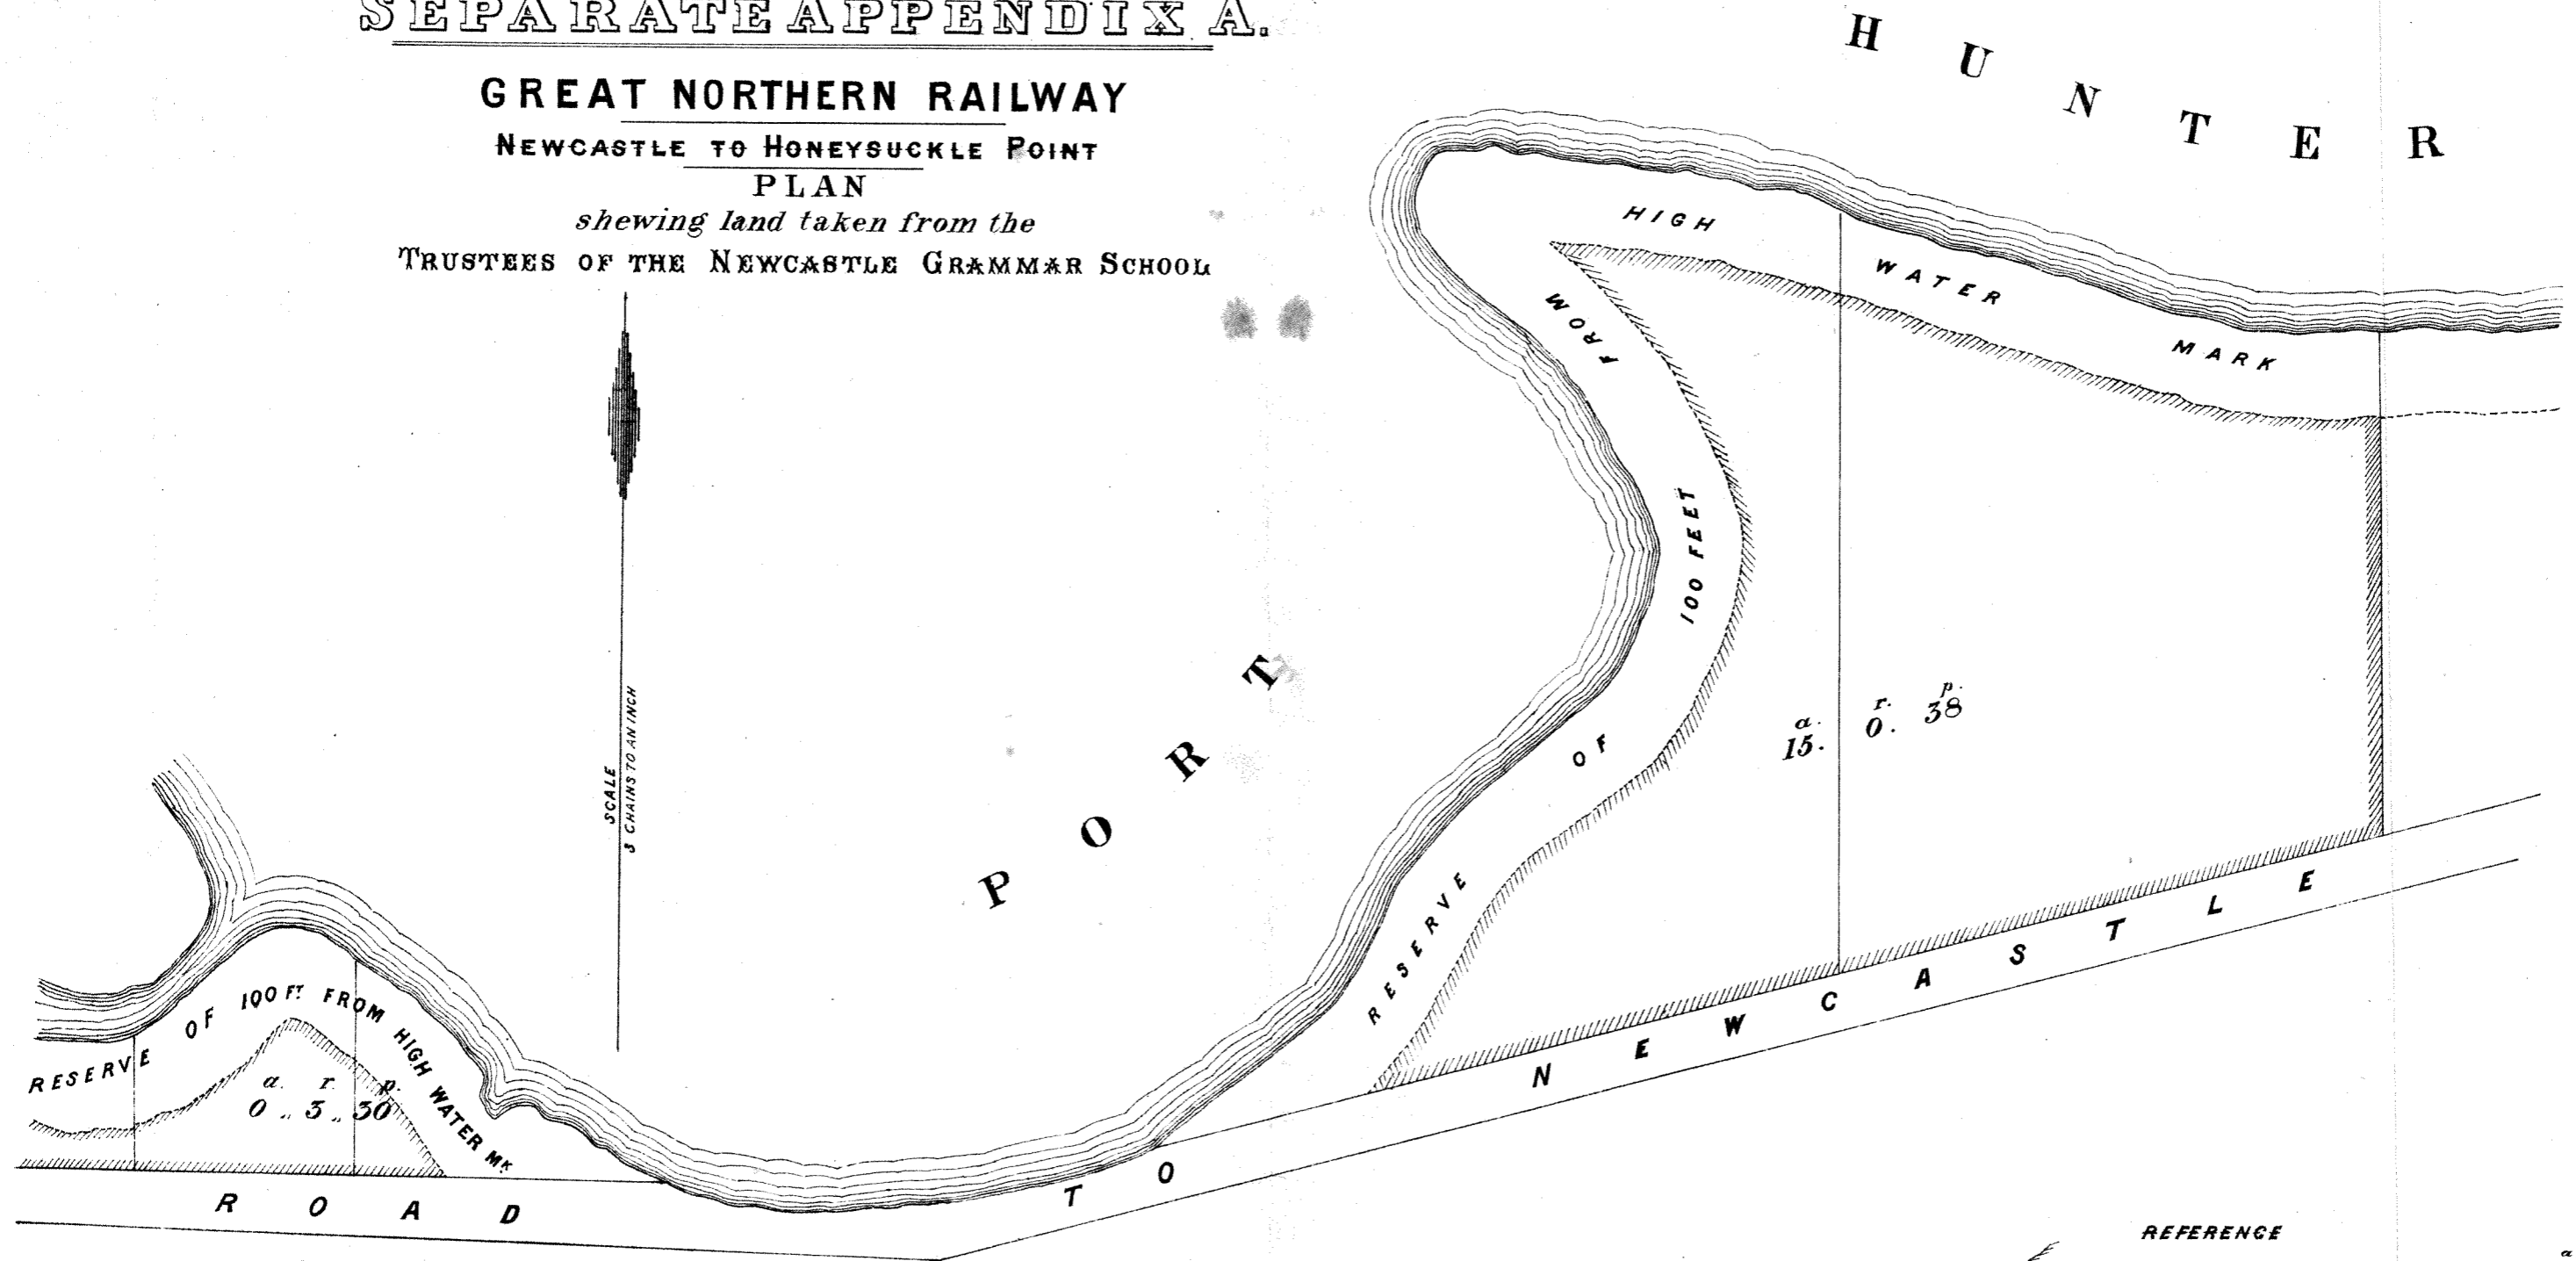 SEPARATE APPENDIX A.
GREAT NORTHERN RAILWAY
NEWCASTLE TO HONEYSUCKLE POINT
PLAN
shewing land taken from the
TRUSTEES OF THE NEWCASTLE GRAMMAR SCHOOL
HUNTER
HIGH WATER MARK
RESERVE OF 100 FEET FROM
PORT
SCALE
3 CHAINS TO AN INCH
a. r. p.
15. 0. 38
RESERVE OF 100 FT FROM HIGH WATER MK
a. r. p.
0 .. 3 .. 30
ROAD TO NEWCASTLE
REFERENCE
a